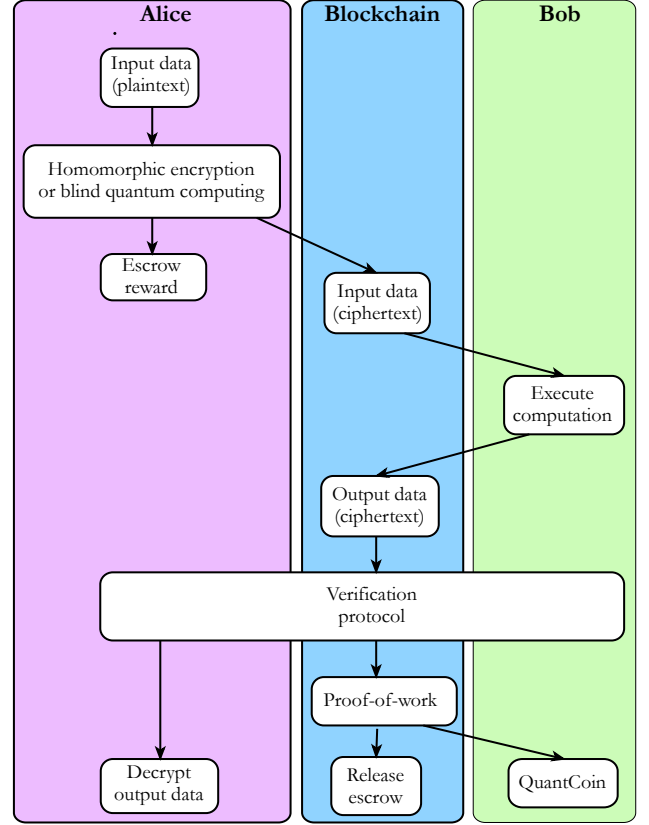 Alice
Blockchain
Bob
.
Input data
(plaintext)
Homomorphic encryption
or blind quantum computing
Escrow
reward
Input data
(ciphertext)
Execute
computation
Output data
(ciphertext)
Verification
protocol
Proof-of-work
Decrypt
output data
Release
escrow
QuantCoin